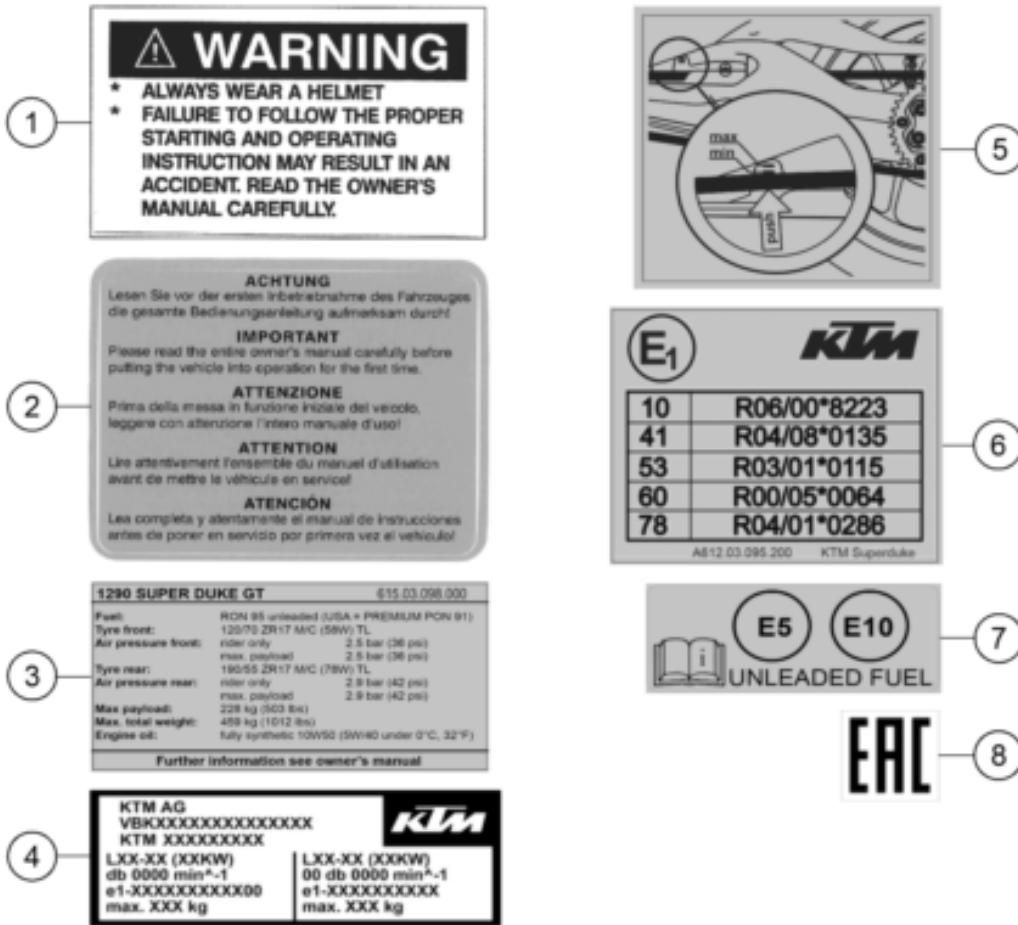 1
WARNING
* ALWAYS WEAR A HELMET
* FAILURE TO FOLLOW THE PROPER
STARTING AND OPERATING
INSTRUCTION MAY RESULT IN AN
ACCIDENT. READ THE OWNER'S
MANUAL CAREFULLY.
2
ACHTUNG
Lesen Sie vor der ersten Inbetriebnahme des Fahrzeuges
die gesamte Bedienungsanleitung aufmerksam durch!
IMPORTANT
Please read the entire owner's manual carefully before
putting the vehicle into operation for the first time.
ATTENZIONE
Prima della messa in funzione iniziale del veicolo,
leggere con attenzione l'intero manuale d'uso!
ATTENTION
Lire attentivement l'ensemble du manuel d'utilisation
avant de mettre le véhicule en service!
ATENCIÓN
Lea completa y atentamente el manual de instrucciones
antes de poner en servicio por primera vez el vehículo!
3
1290 SUPER DUKE GT 615.03.098.000
Fuel: RON 95 unleaded (USA = PREMIUM PON 91)
Tyre front: 120/70 ZR17 M/C (58W) TL
Air pressure front: rider only 2.5 bar (36 psi)
max. payload 2.5 bar (36 psi)
Tyre rear: 190/55 ZR17 M/C (78W) TL
Air pressure rear: rider only 2.9 bar (42 psi)
max. payload 2.9 bar (42 psi)
Max payload: 228 kg (503 lbs)
Max. total weight: 459 kg (1012 lbs)
Engine oil: fully synthetic 10W50 (5W/40 under 0°C, 32°F)
Further information see owner's manual
4
KTM AG
VBKXXXXXXXXXXXXXX
KTM XXXXXXXXX
KTM
LXX-XX (XXKW)
db 0000 min^-1
e1-XXXXXXXXXX00
max. XXX kg
LXX-XX (XXKW)
00 db 0000 min^-1
e1-XXXXXXXXXX
max. XXX kg
5
max
min
push
6
E1 KTM
10 R06/00*8223
41 R04/08*0135
53 R03/01*0115
60 R00/05*0064
78 R04/01*0286
A612.03.095.200 KTM Superduke
7
E5 E10
i
UNLEADED FUEL
8
EAC